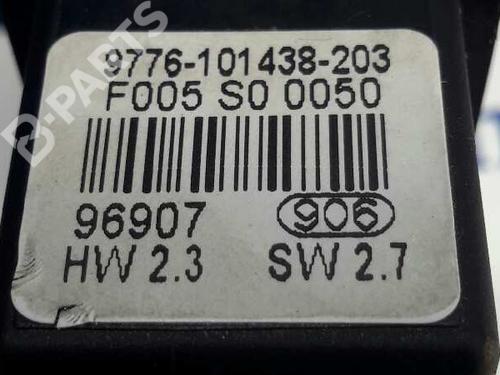 9776-101438-203
F005 S0 0050
96907 906
HW 2.3 SW 2.7
B-PARTS